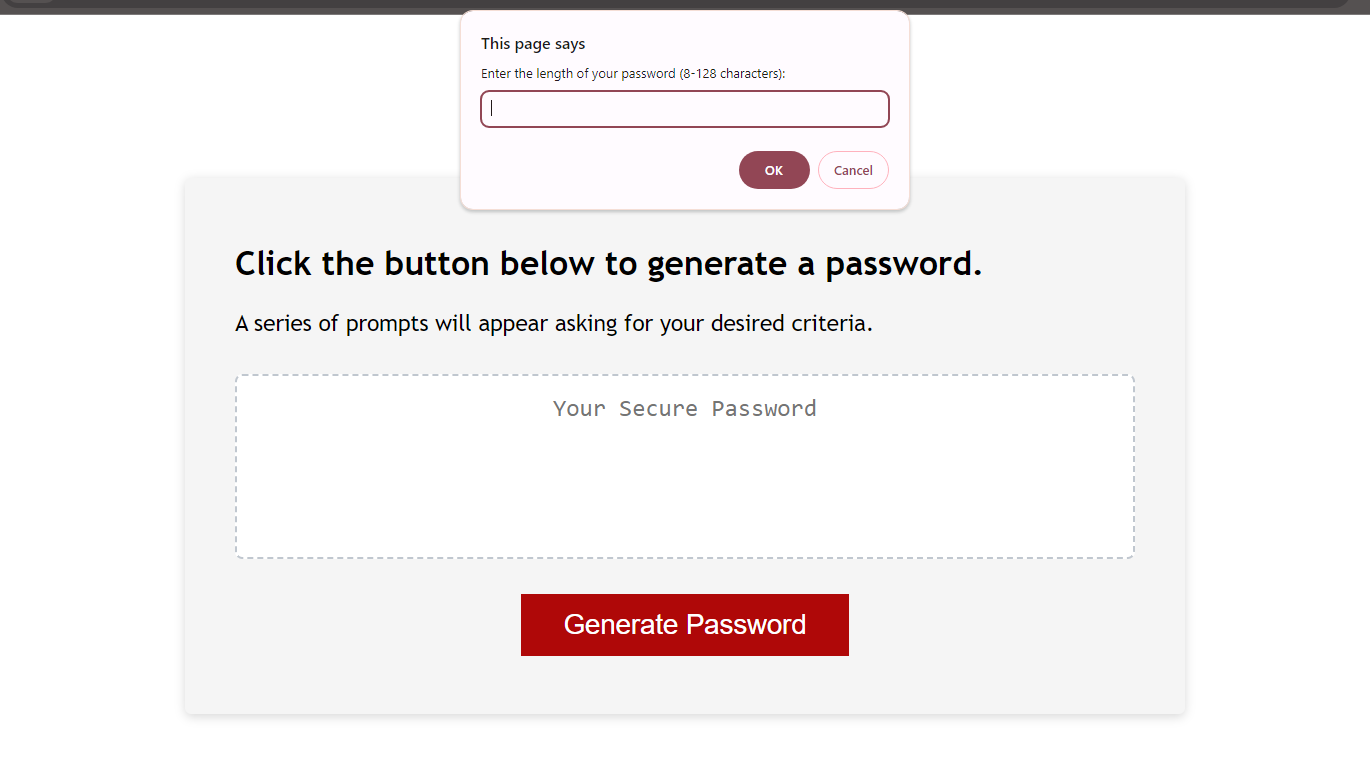 This page says
Enter the length of your password (8-128 characters):
OK
Cancel
Click the button below to generate a password.
A series of prompts will appear asking for your desired criteria.
Your Secure Password
Generate Password